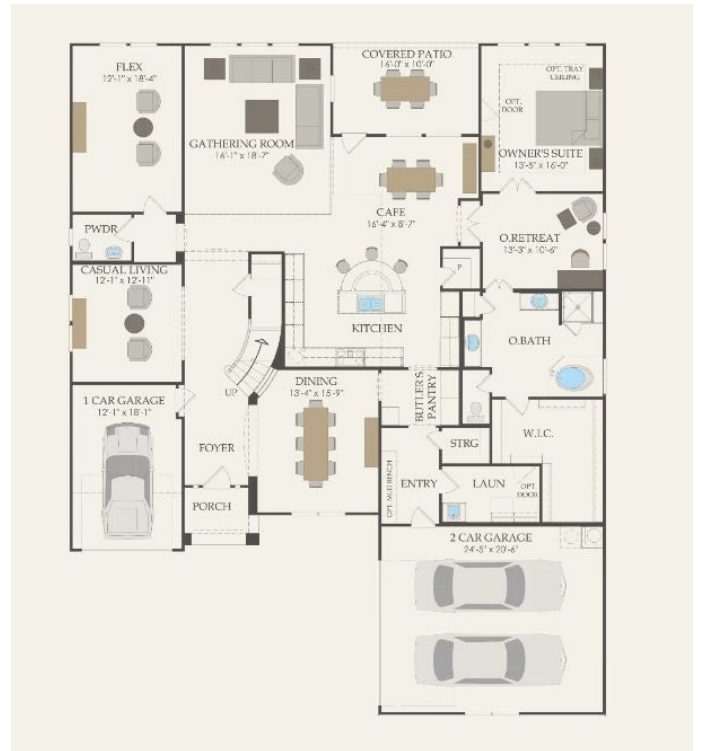 FLEX
12'-1" x 18'-4"
COVERED PATIO
16'-0" x 10'-0"
OPT. TRAY
CEILING
OPT.
DOOR
GATHERING ROOM
16'-1" x 18'-7"
OWNER'S SUITE
13'-5" x 16'-0"
CAFE
16'-4" x 8'-7"
PWDR
O.RETREAT
13'-3" x 10'-6"
CASUAL LIVING
12'-1" x 12'-11"
P
KITCHEN
O.BATH
UP
DINING
13'-4" x 15'-9"
BUTLER'S
PANTRY
1 CAR GARAGE
12'-1" x 18'-1"
W.I.C.
FOYER
STRG
ENTRY
LAUN
OPT
DOOR
OPT. MUD BENCH
PORCH
2 CAR GARAGE
24'-5" x 20'-6"